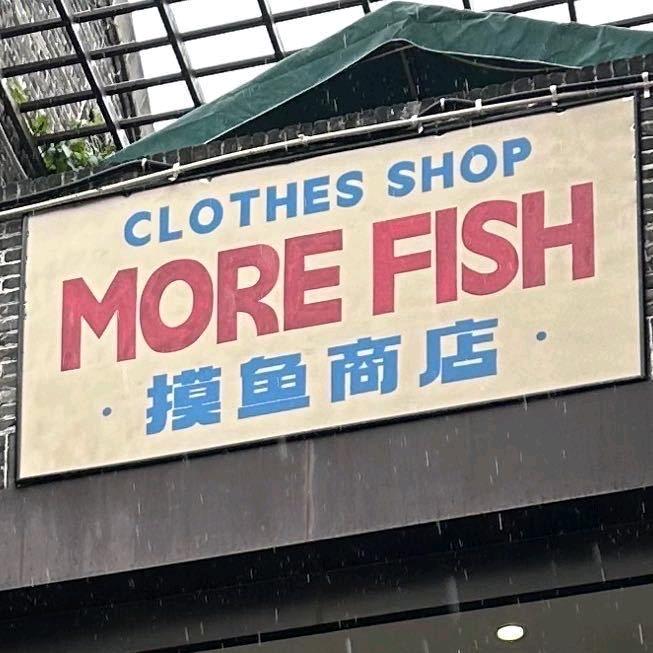 CLOTHES SHOP
MORE FISH
·摸鱼商店·